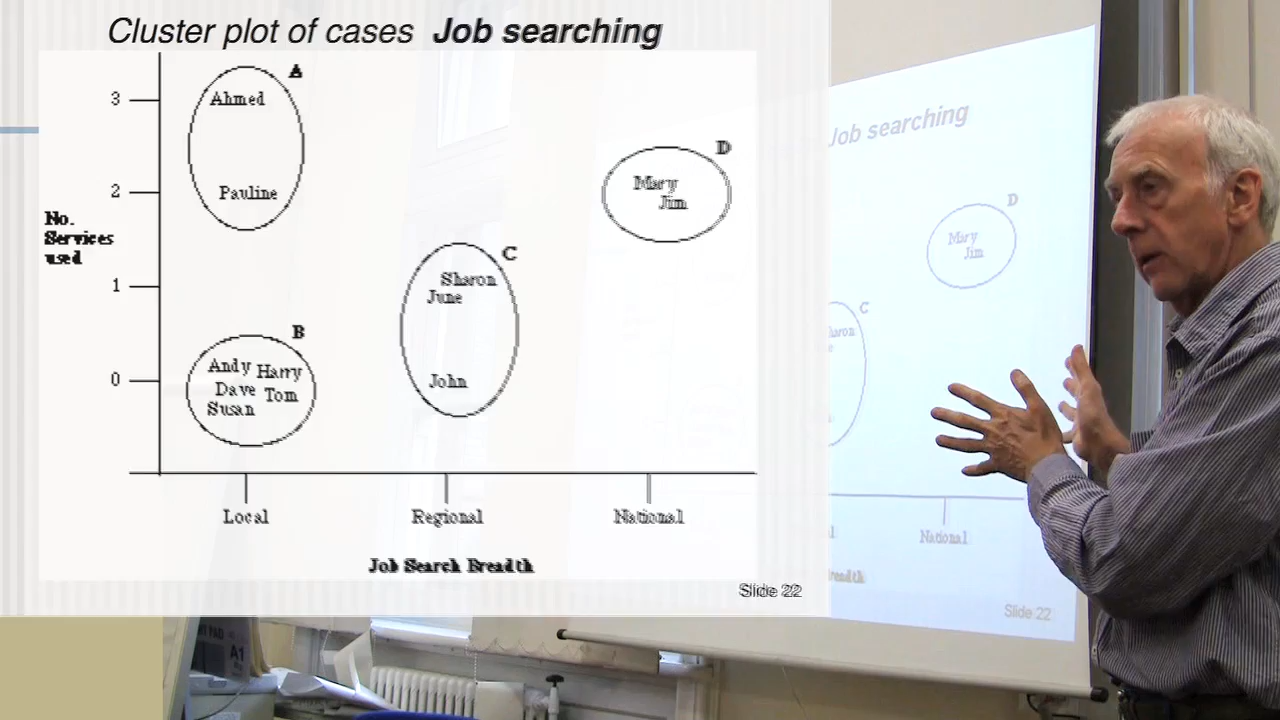 Cluster plot of cases Job searching
A
3
Ahmed
D
2
Pauline
Mary
Jim
No.
Services
used
C
1
Sharon
June
B
0
Andy Harry
Dave Tom
Susan
John
Local
Regional
National
Job Search Breadth
Slide 22
Job searching
D
Mary
Jim
C
National
Slide 22
A1